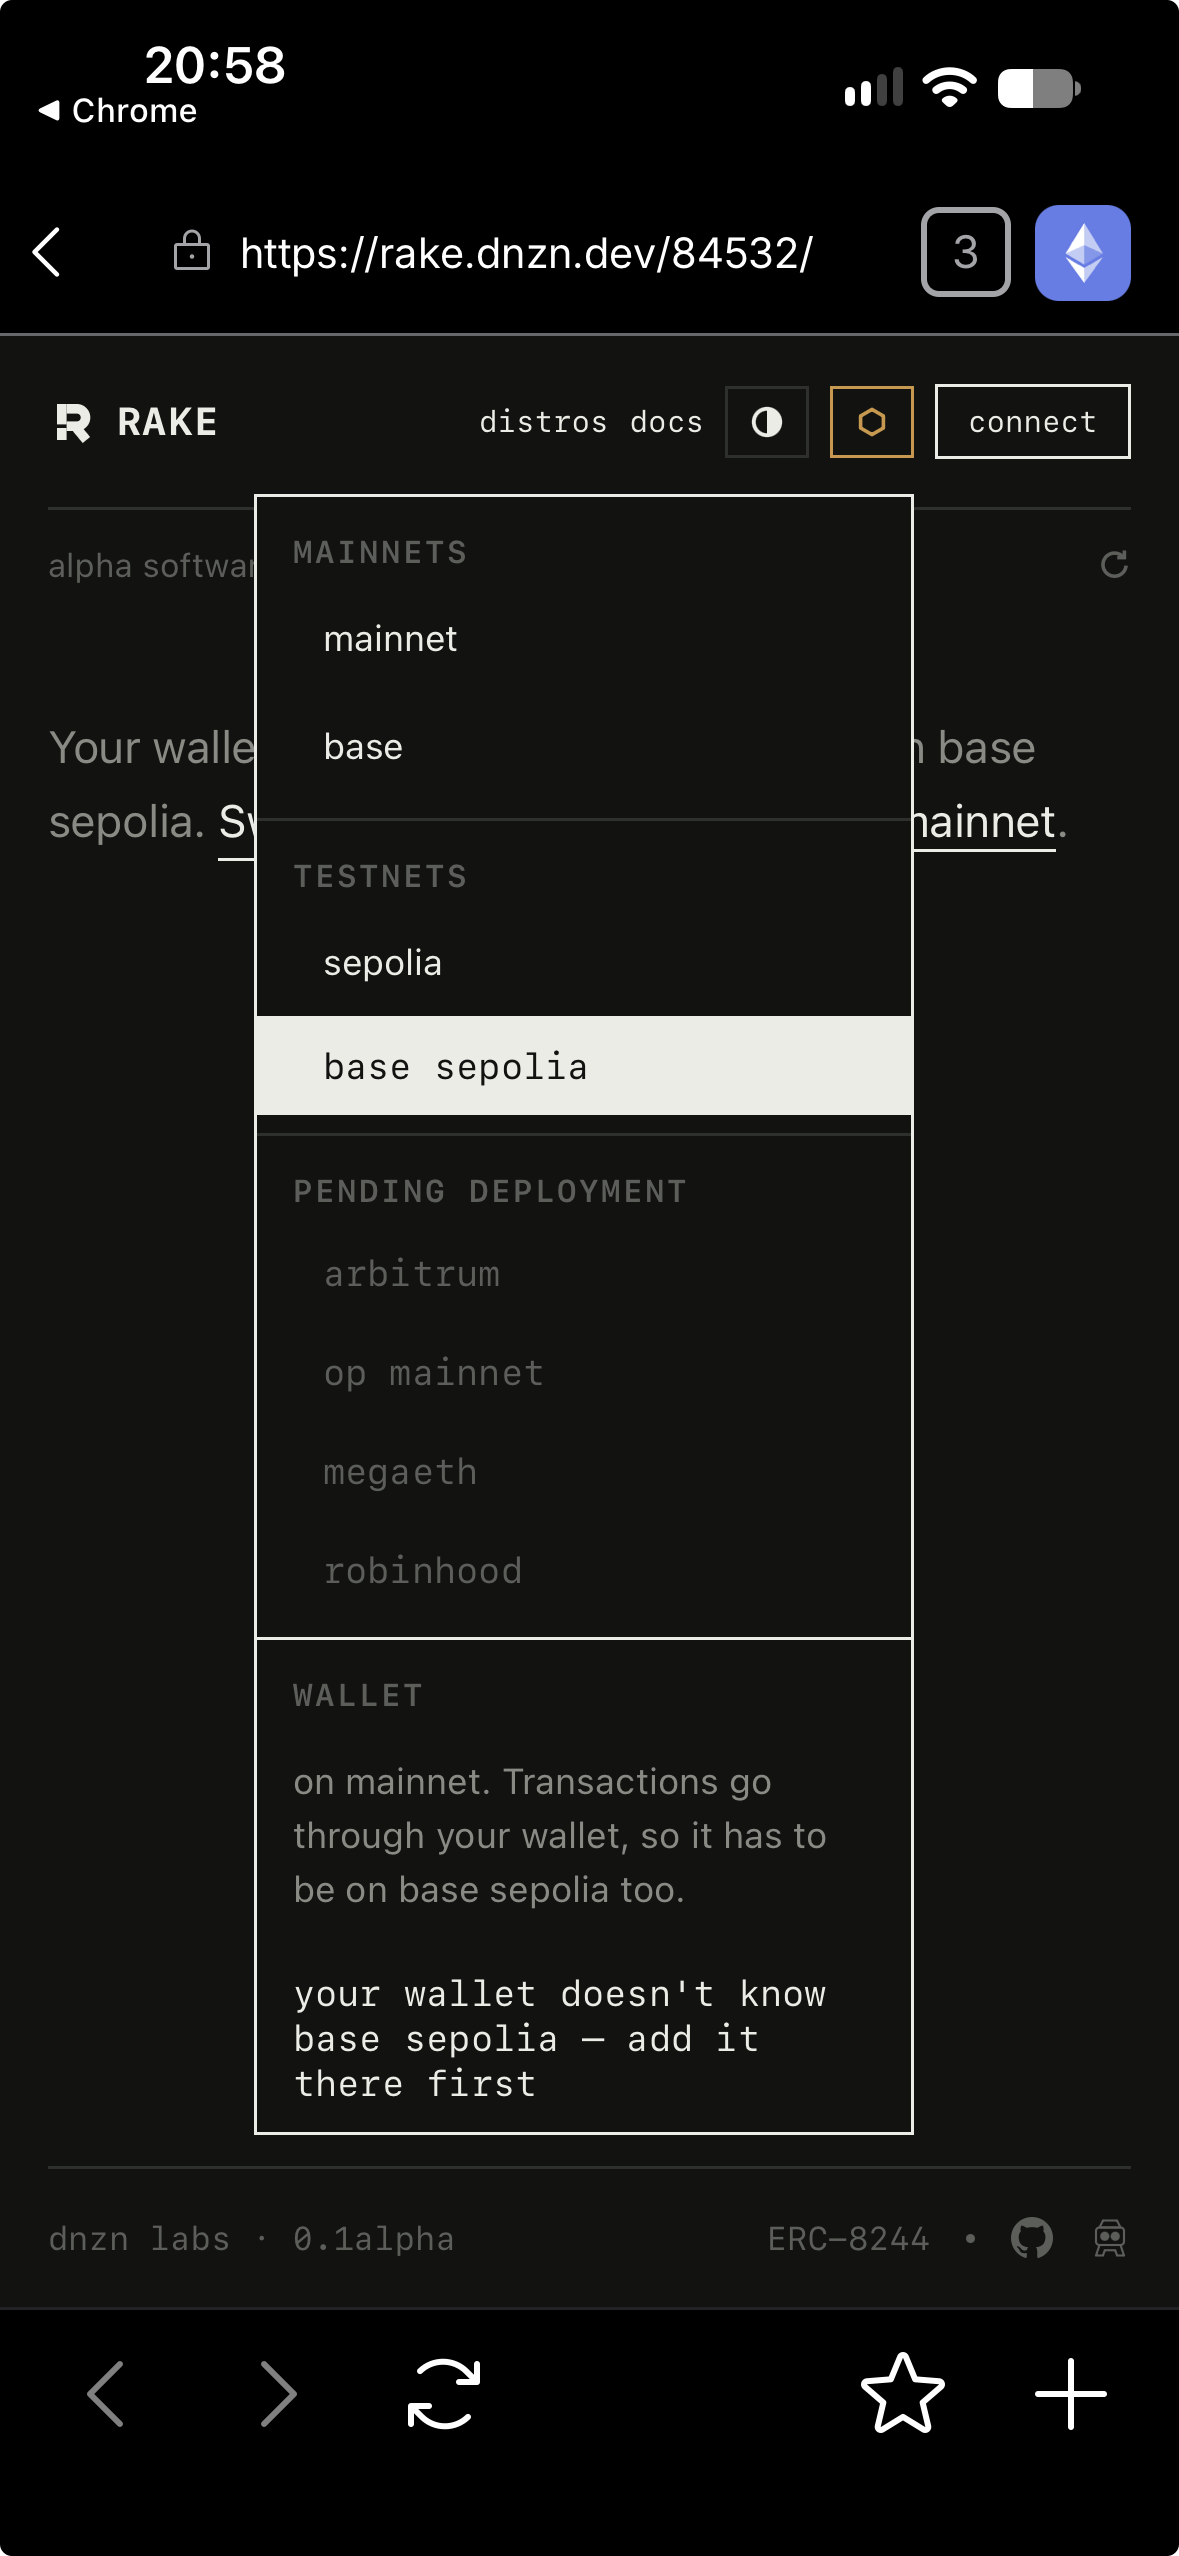 20:58
Chrome
https://rake.dnzn.dev/84532/
3
RAKE
distros docs
connect
MAINNETS
alpha softwar
mainnet
Your walle
base
base
sepolia.
mainnet.
TESTNETS
sepolia
base sepolia
PENDING DEPLOYMENT
arbitrum
op mainnet
megaeth
robinhood
WALLET
on mainnet. Transactions go
through your wallet, so it has to
be on base sepolia too.
your wallet doesn't know
base sepolia — add it
there first
dnzn labs · 0.1alpha
ERC–8244 •